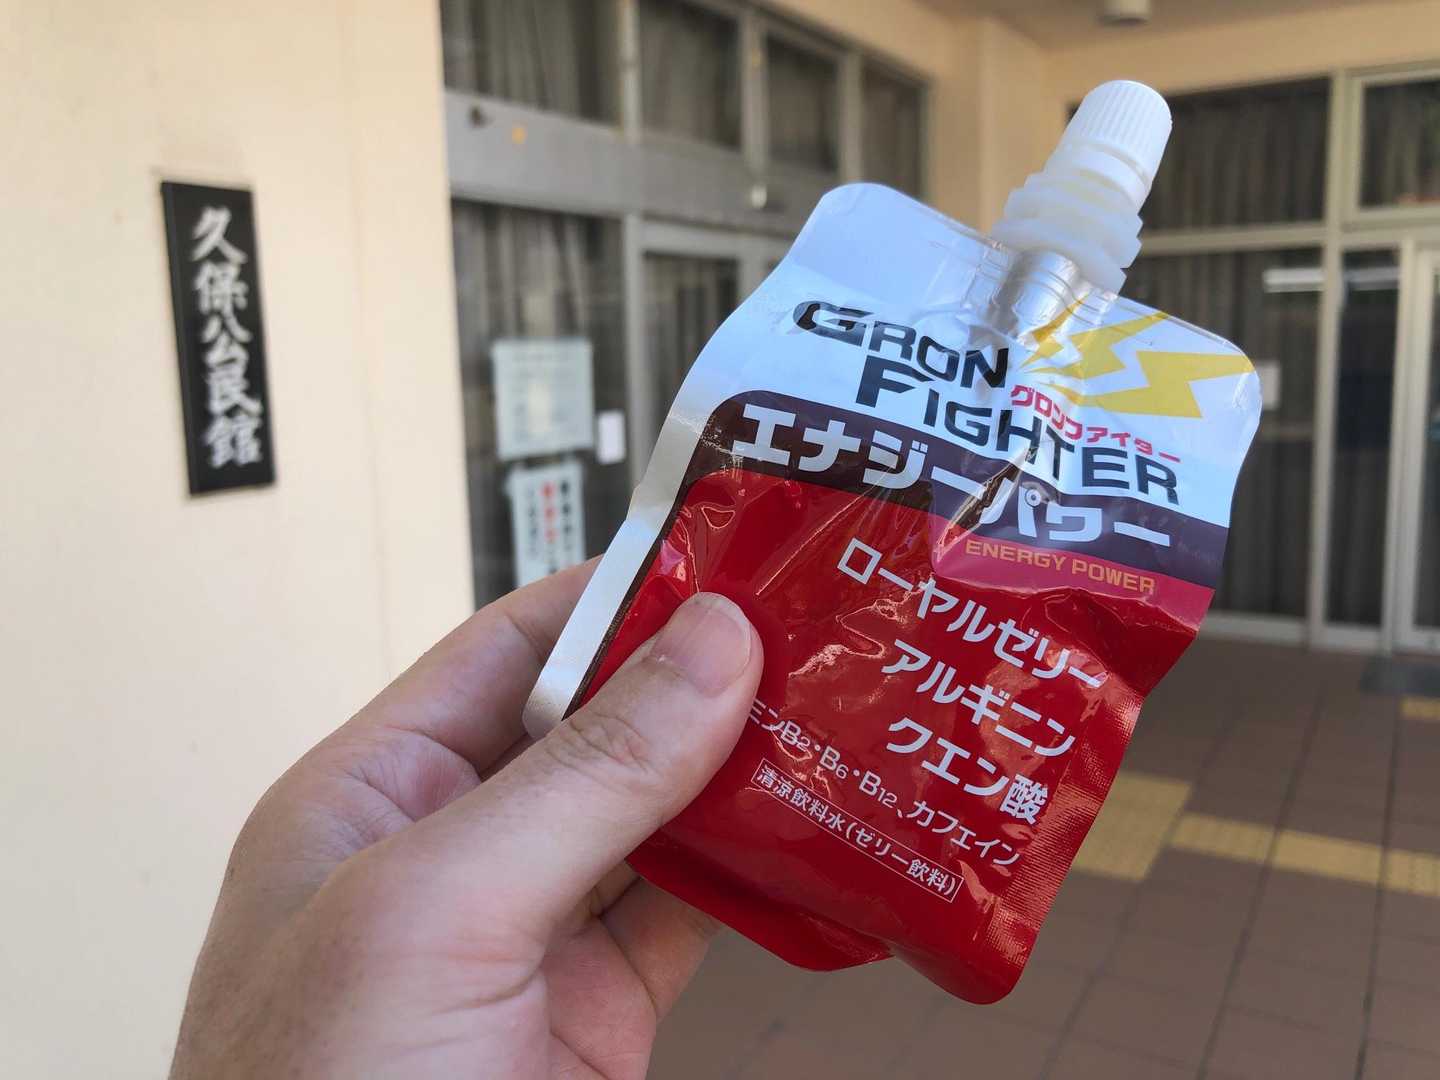 久保公民館
GRON
FIGHTER
グロンファイター
エナジーパワー
ENERGY POWER
ローヤルゼリー
アルギニン
クエン酸
ミンB2・B6・B12、カフェイン
清涼飲料水(ゼリー飲料)